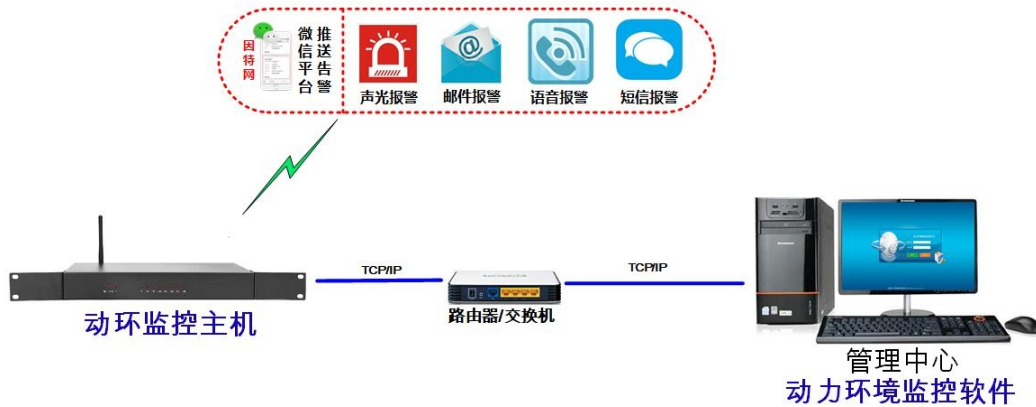 因特网
微信平台
推送告警
声光报警
邮件报警
语音报警
短信报警
TCP/IP
TCP/IP
动环监控主机
路由器/交换机
管理中心
动力环境监控软件